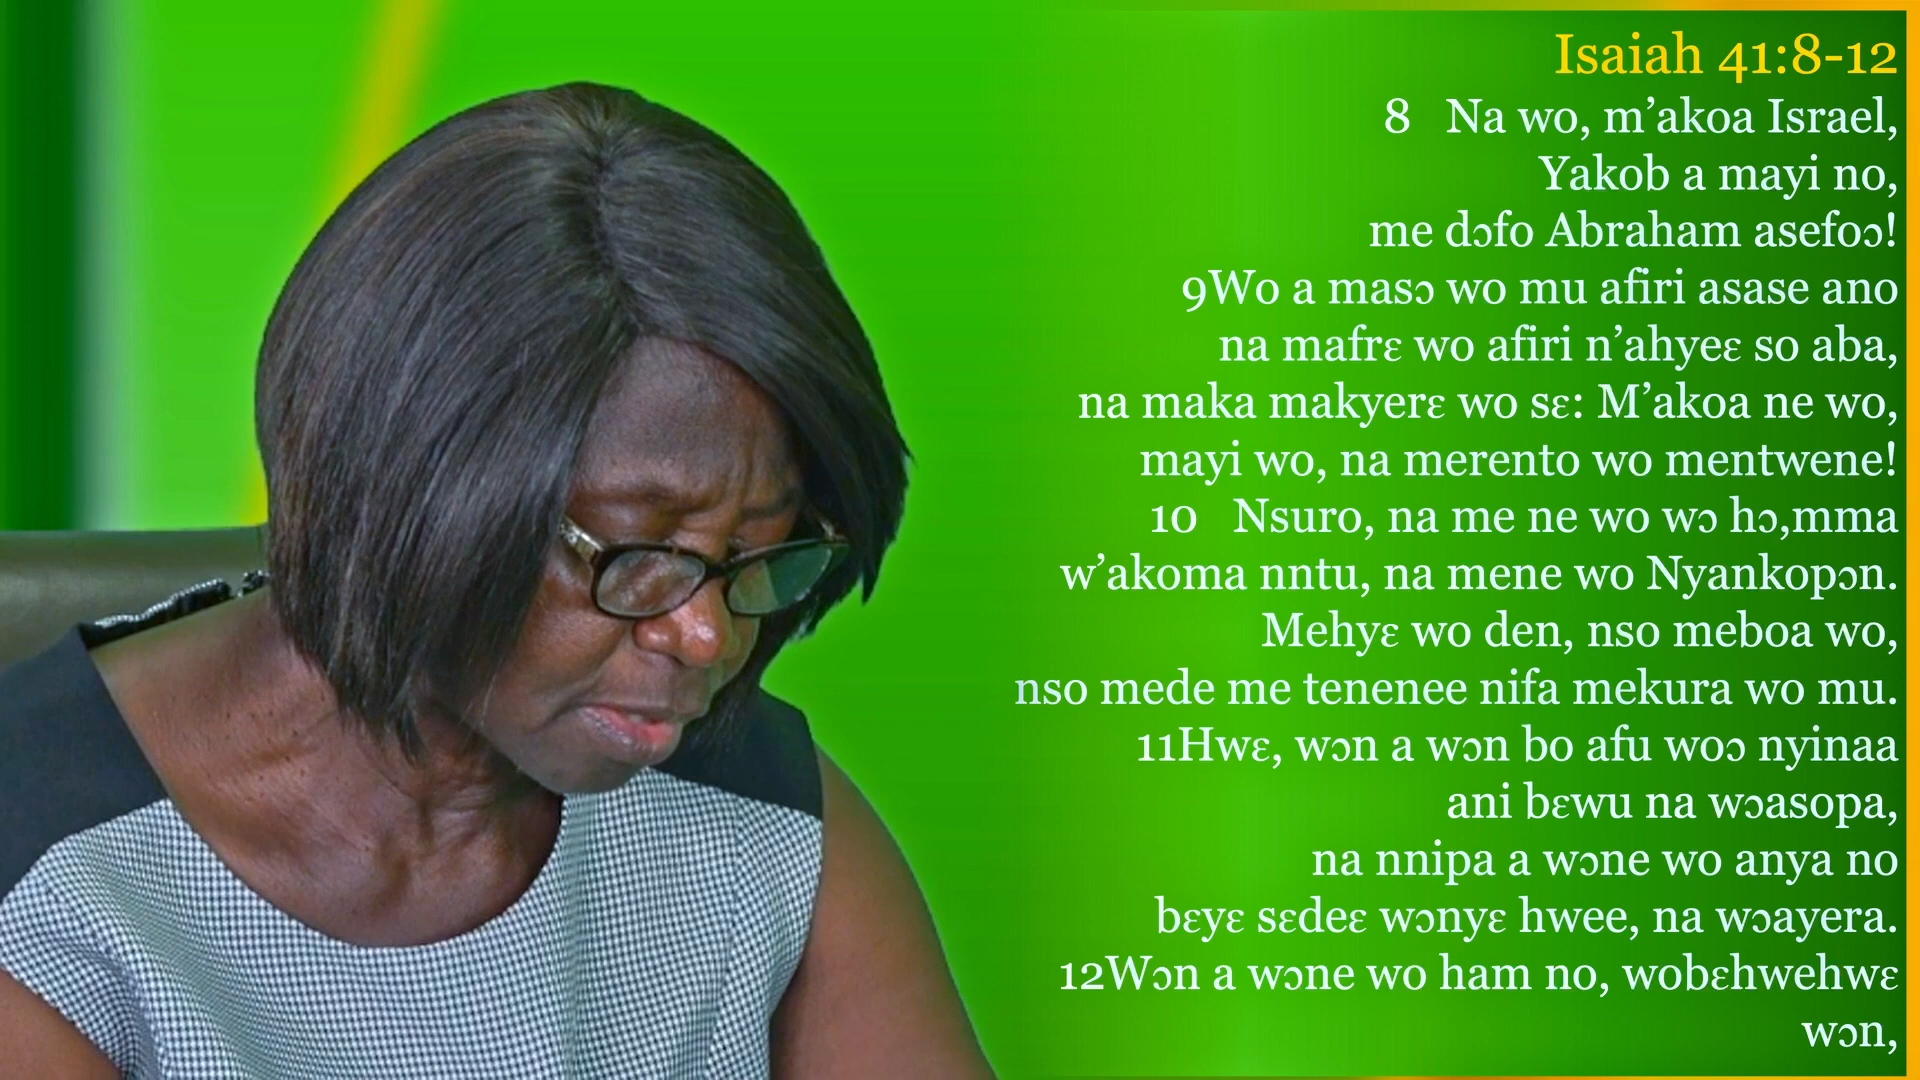 Isaiah 41:8-12
8 Na wo, m’akoa Israel,
Yakob a mayi no,
me dɔfo Abraham asefoɔ!
9Wo a masɔ wo mu afiri asase ano
na mafrɛ wo afiri n’ahyeɛ so aba,
na maka makyerɛ wo sɛ: M’akoa ne wo,
mayi wo, na merento wo mentwene!
10 Nsuro, na me ne wo wɔ hɔ,mma
w’akoma nntu, na mene wo Nyankopɔn.
Mehyɛ wo den, nso meboa wo,
nso mede me tenenee nifa mekura wo mu.
11Hwɛ, wɔn a wɔn bo afu woɔ nyinaa
ani bɛwu na wɔasopa,
na nnipa a wɔne wo anya no
bɛyɛ sɛdeɛ wɔnyɛ hwee, na wɔayera.
12Wɔn a wɔne wo ham no, wobɛhwehwɛ
wɔn,